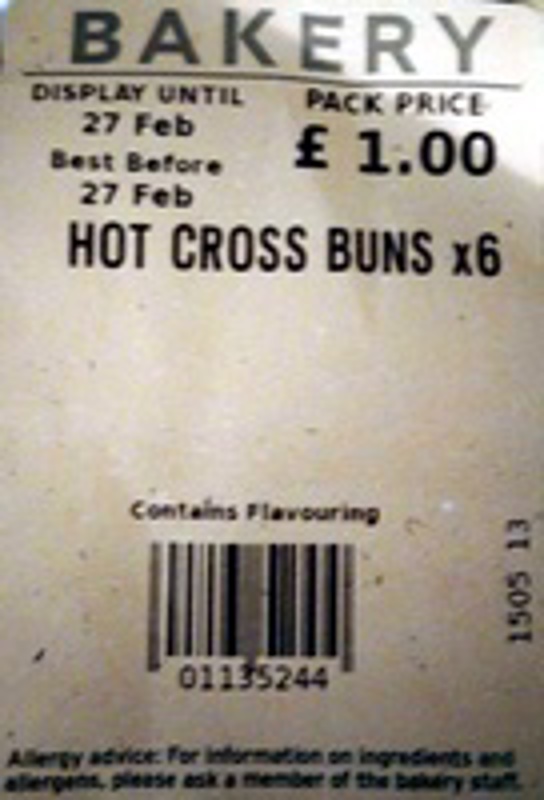 BAKERY
DISPLAY UNTIL
27 Feb
PACK PRICE
£ 1.00
Best Before
27 Feb
HOT CROSS BUNS x6
Contains Flavouring
01135244
1505 13
Allergy advice: For information on ingredients and
allergens, please ask a member of the bakery staff.